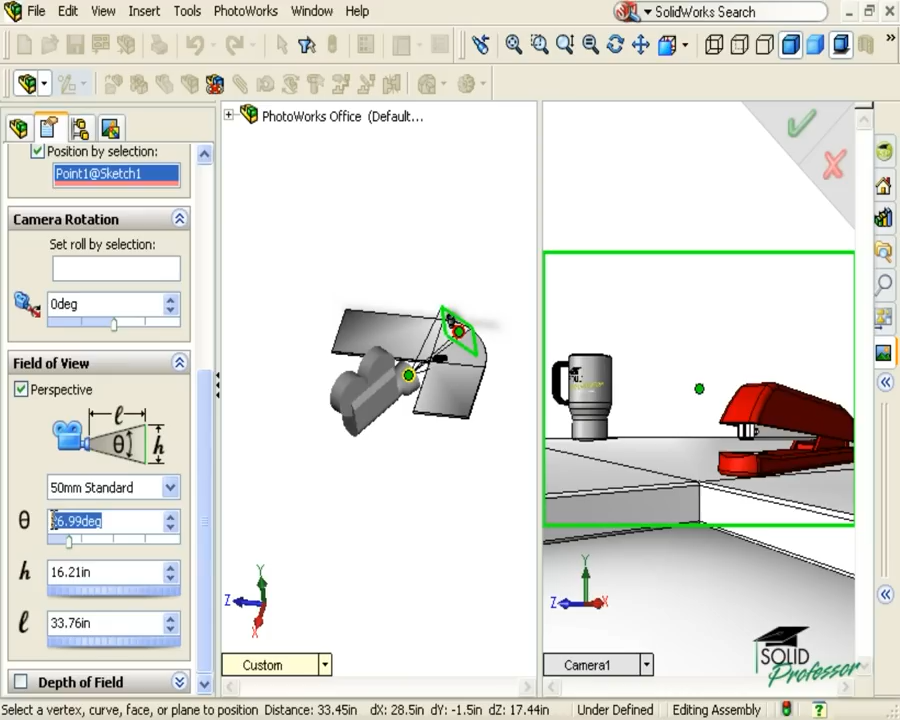 File Edit View Insert Tools PhotoWorks Window Help
SolidWorks Search
PhotoWorks Office (Default...
Position by selection:
Point1@Sketch1
Camera Rotation
Set roll by selection:
0deg
Field of View
Perspective
ℓ
θ
h
50mm Standard
θ 26.99deg
h 16.21in
ℓ 33.76in
Depth of Field
Y
Z
X
Custom
Y
Z
X
Camera1
SOLID
Professor
Select a vertex, curve, face, or plane to position Distance: 33.45in dX: 28.5in dY: -1.5in dZ: 17.44in Under Defined Editing Assembly